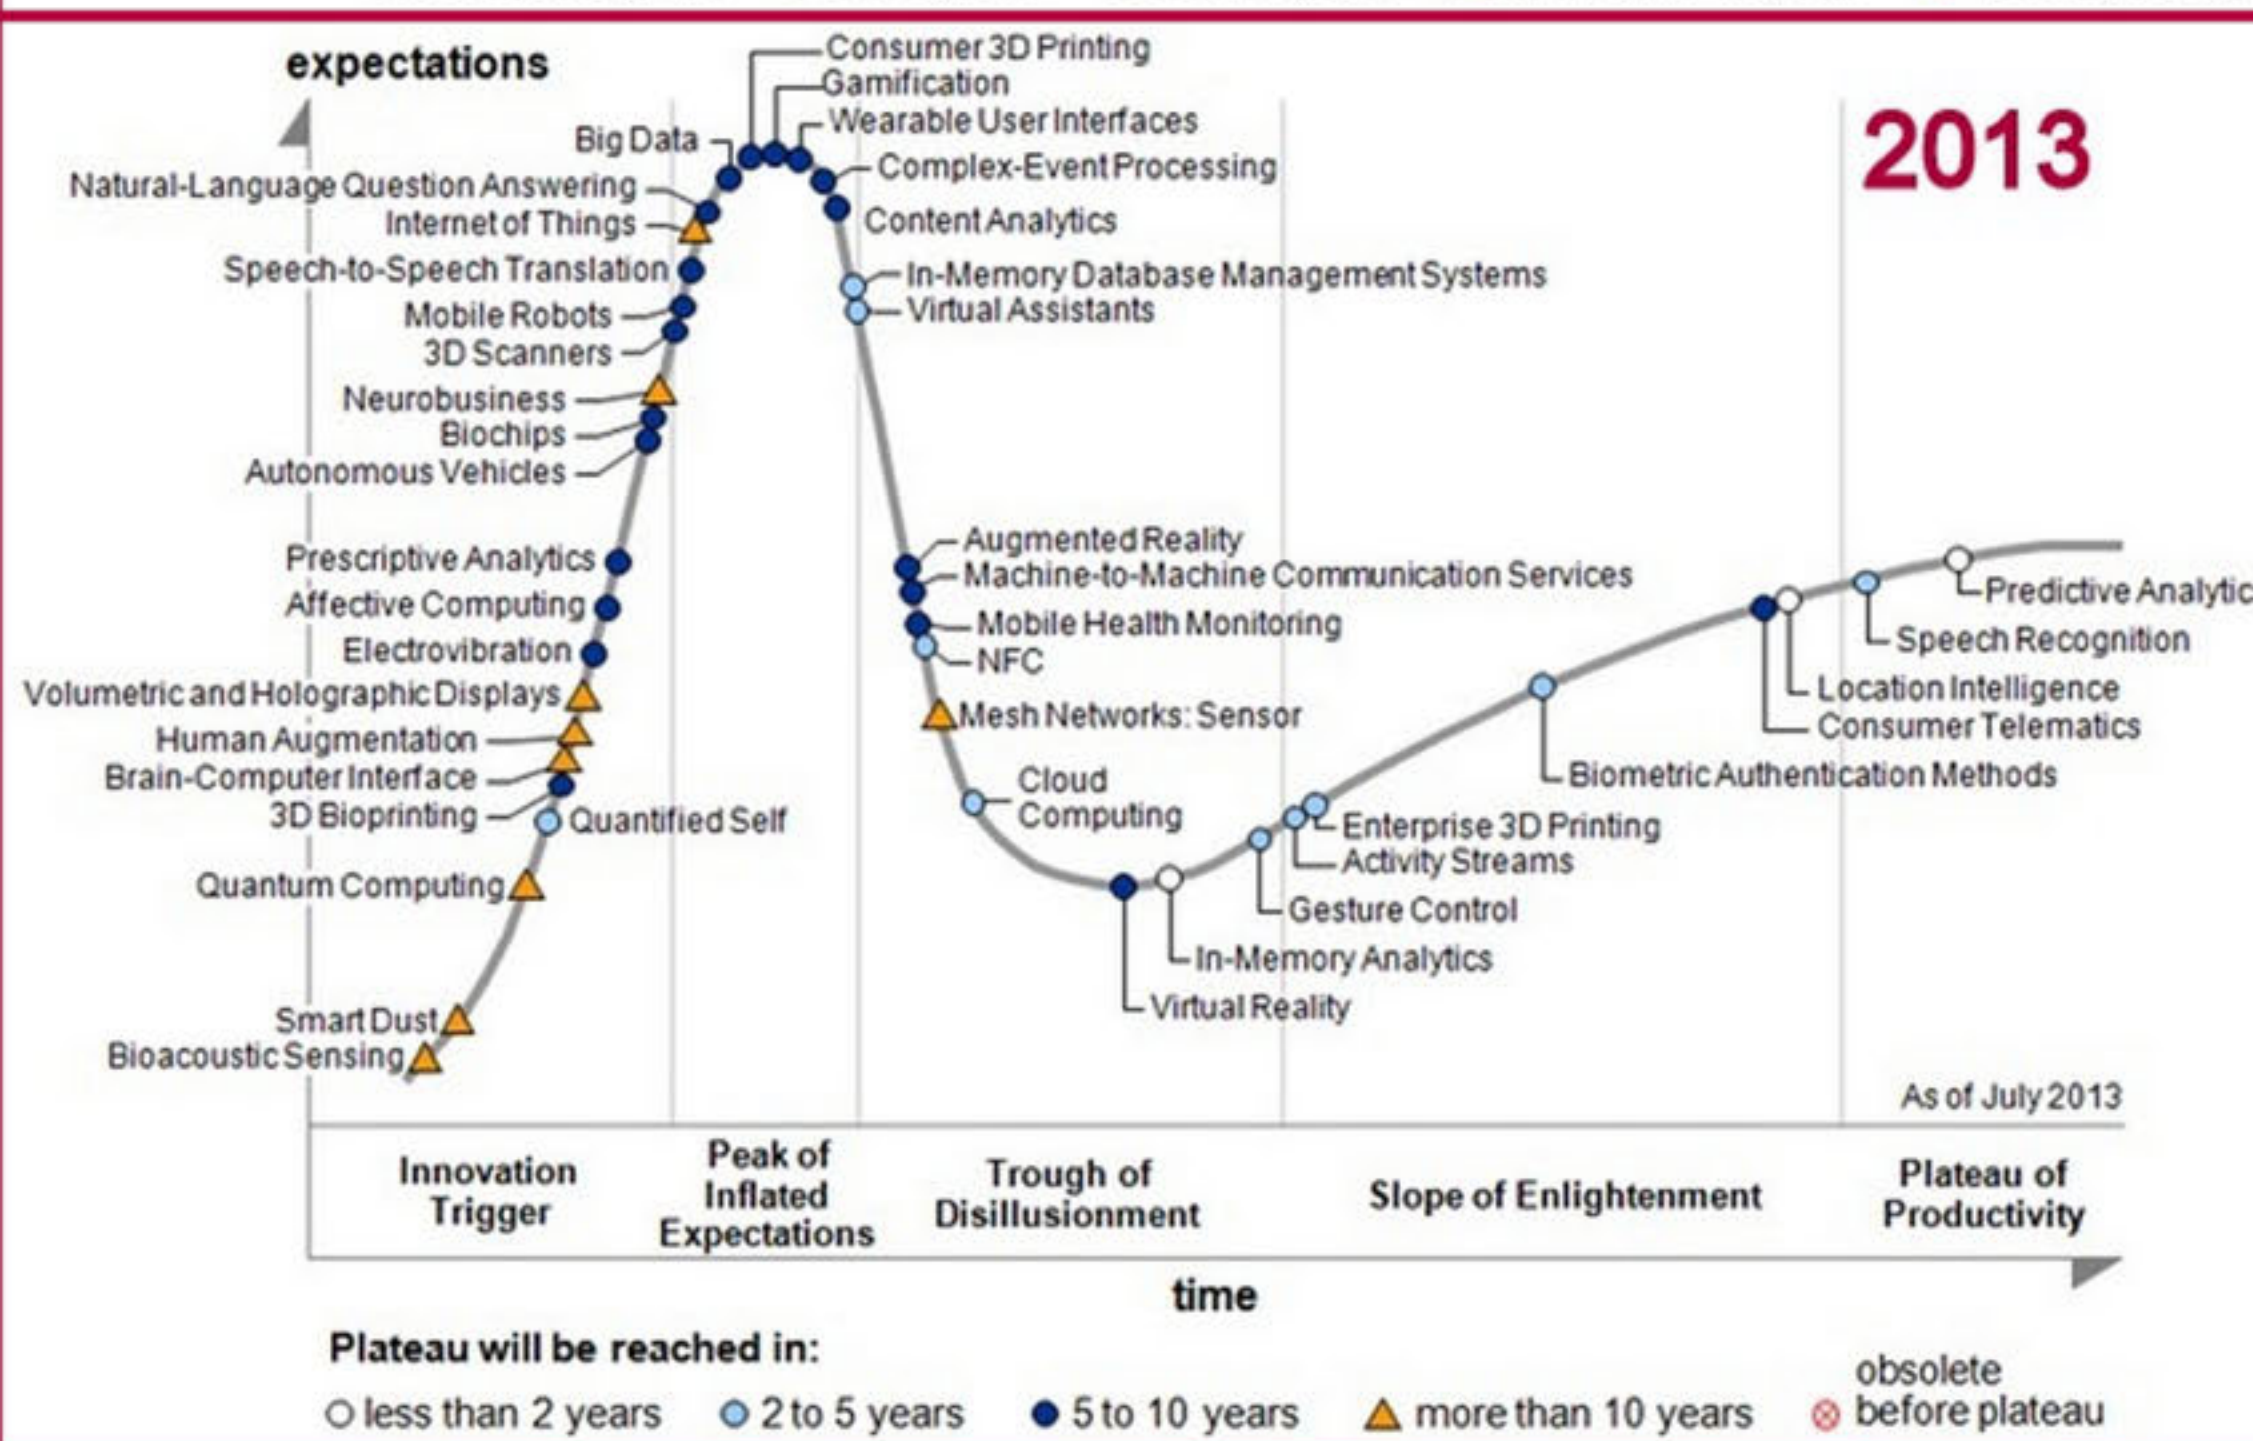 expectations
2013
Consumer 3D Printing
Gamification
Wearable User Interfaces
Big Data
Complex-Event Processing
Natural-Language Question Answering
Internet of Things
Content Analytics
Speech-to-Speech Translation
In-Memory Database Management Systems
Mobile Robots
Virtual Assistants
3D Scanners
Neurobusiness
Biochips
Autonomous Vehicles
Prescriptive Analytics
Affective Computing
Electrovibration
Volumetric and Holographic Displays
Human Augmentation
Brain-Computer Interface
3D Bioprinting
Quantified Self
Quantum Computing
Smart Dust
Bioacoustic Sensing
Augmented Reality
Machine-to-Machine Communication Services
Mobile Health Monitoring
NFC
Mesh Networks: Sensor
Cloud
Computing
Enterprise 3D Printing
Activity Streams
Gesture Control
In-Memory Analytics
Virtual Reality
Predictive Analytic
Speech Recognition
Location Intelligence
Consumer Telematics
Biometric Authentication Methods
As of July 2013
Innovation
Trigger
Peak of
Inflated
Expectations
Trough of
Disillusionment
Slope of Enlightenment
Plateau of
Productivity
time
Plateau will be reached in:
less than 2 years
2 to 5 years
5 to 10 years
more than 10 years
obsolete
before plateau